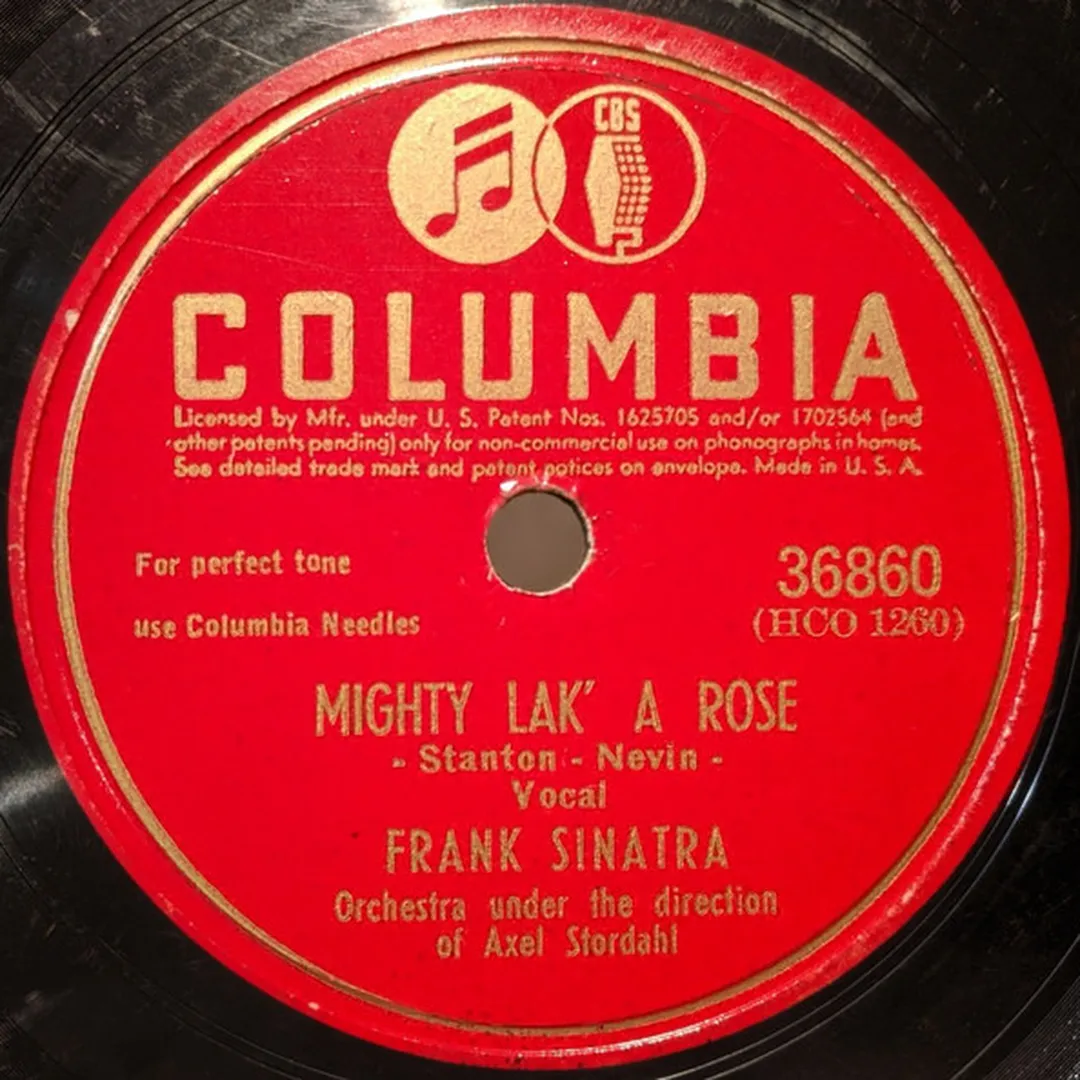 CBS
COLUMBIA
Licensed by Mfr. under U. S. Patent Nos. 1625705 and/or 1702564 (and
other patents pending) only for non-commercial use on phonographs in homes.
See detailed trade mark and patent notices on envelope. Made in U. S. A.
For perfect tone
use Columbia Needles
36860
(HCO 1260)
MIGHTY LAK' A ROSE
- Stanton - Nevin -
Vocal
FRANK SINATRA
Orchestra under the direction
of Axel Stordahl